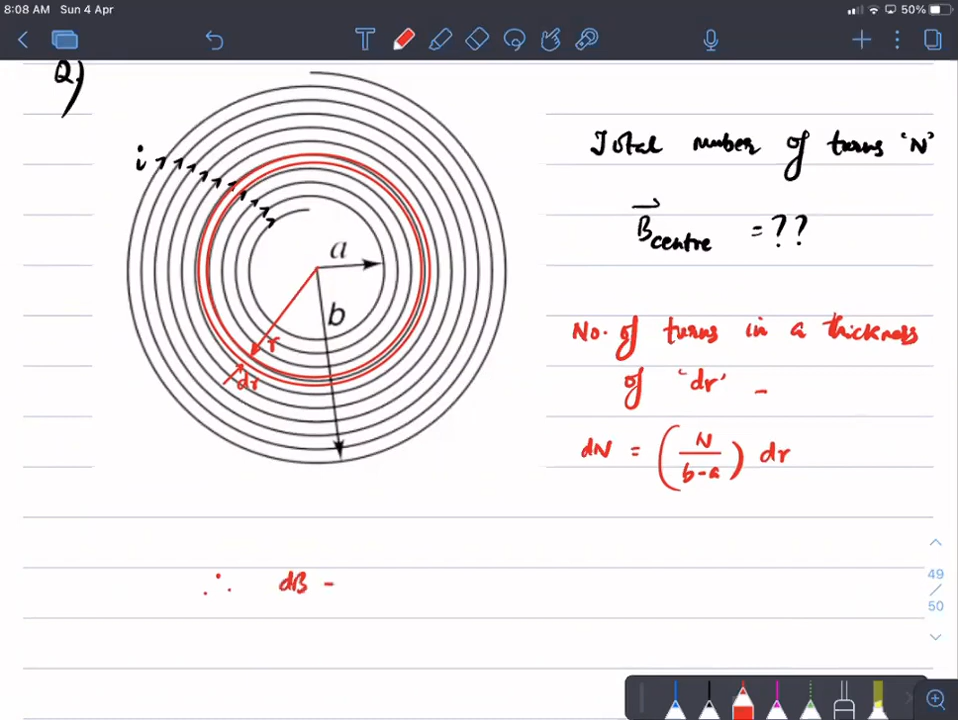 8:08 AM Sun 4 Apr
50%
T
Q.)
i
a
b
r
dr
Total number of turns 'N'
B centre = ??
No. of turns in a thickness
of 'dr' -
dN = (N/b-a) dr
∴ dB -
49
/
50